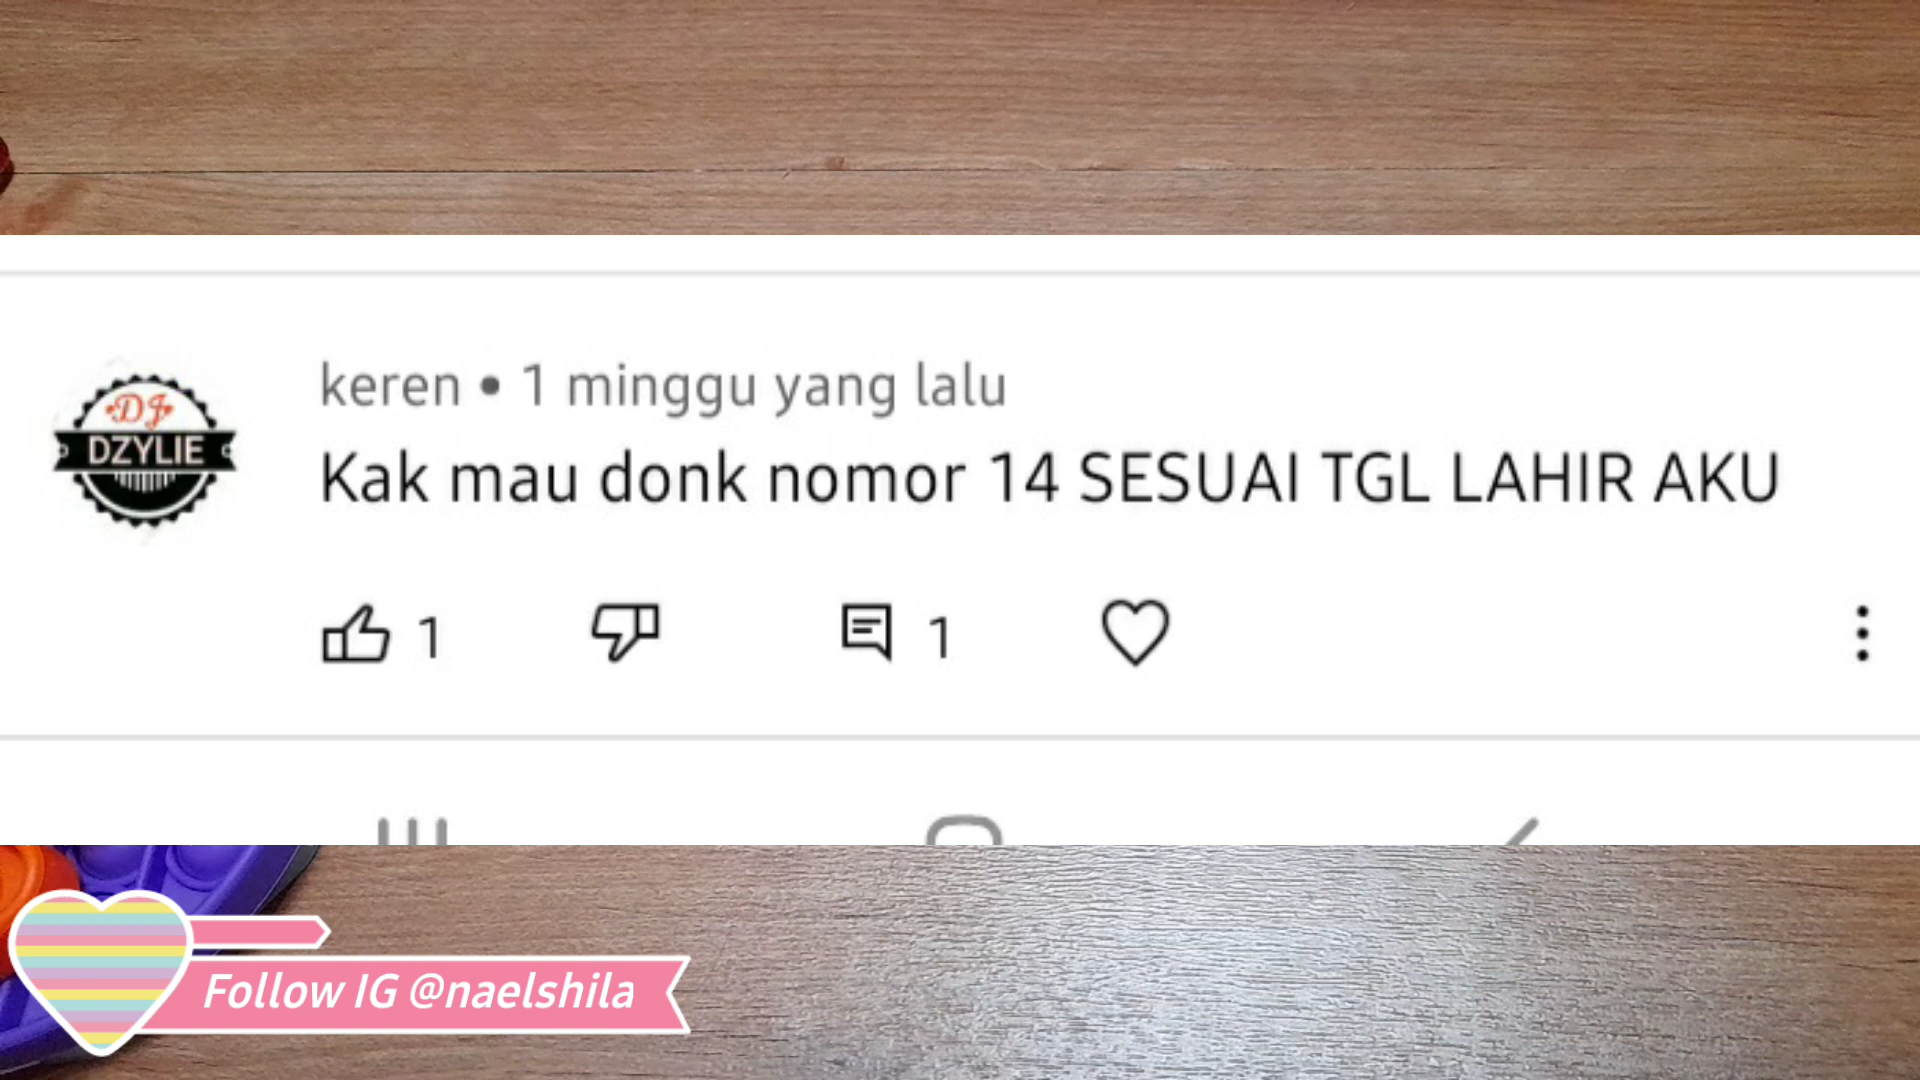 DJ
DZYLIE
keren • 1 minggu yang lalu
Kak mau donk nomor 14 SESUAI TGL LAHIR AKU
1
1
Follow IG @naelshila